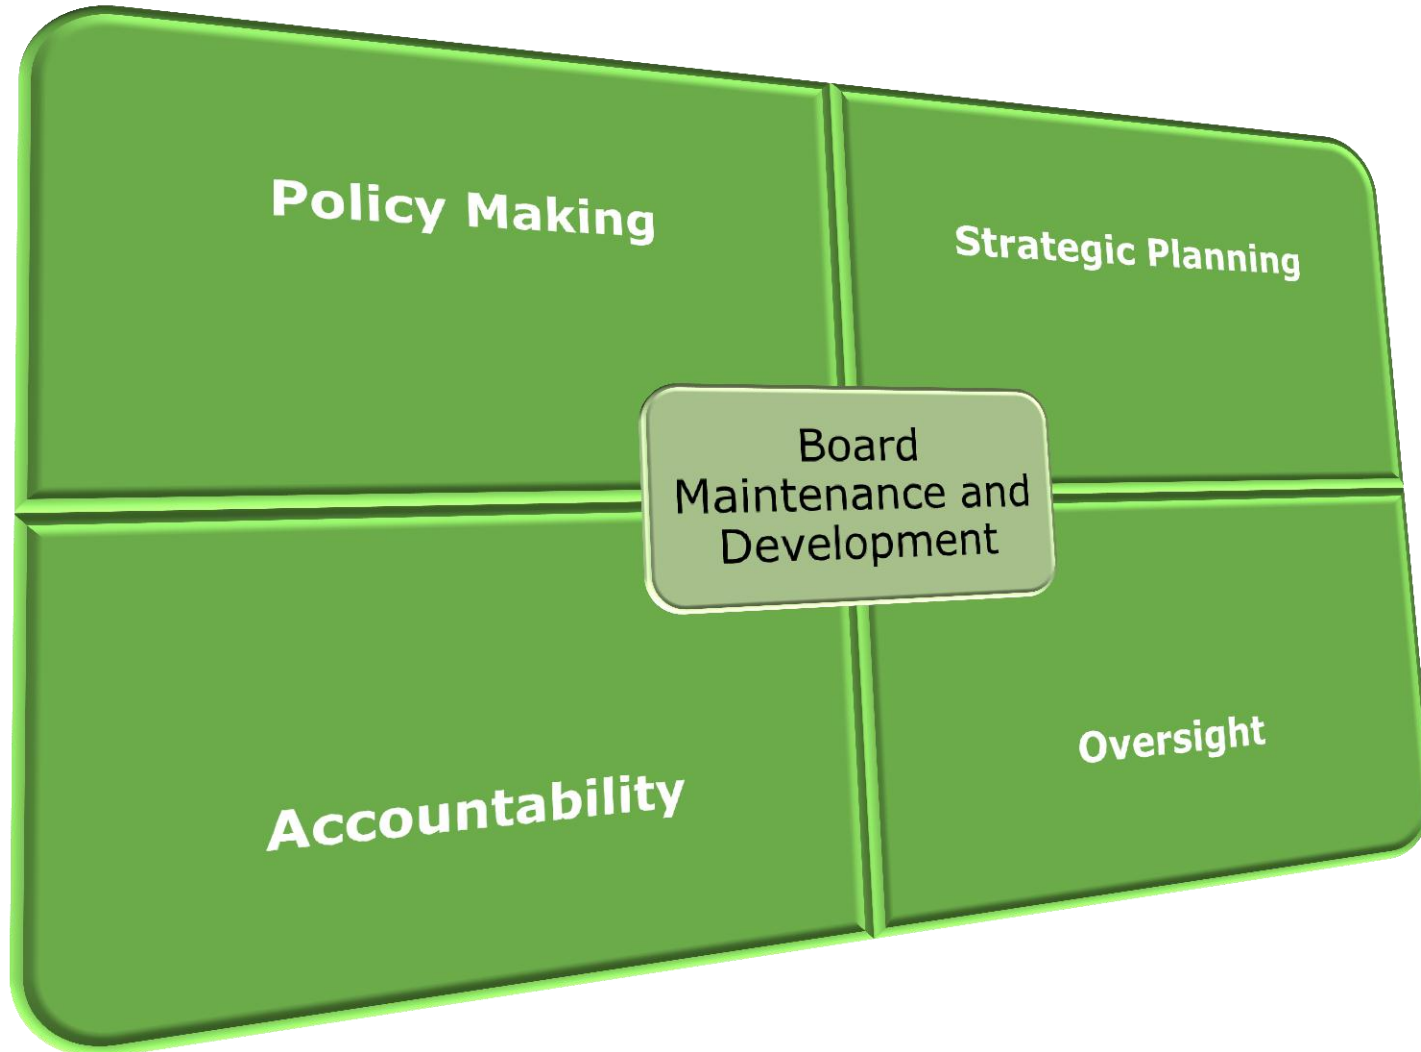 Policy Making
Strategic Planning
Board
Maintenance and
Development
Accountability
Oversight